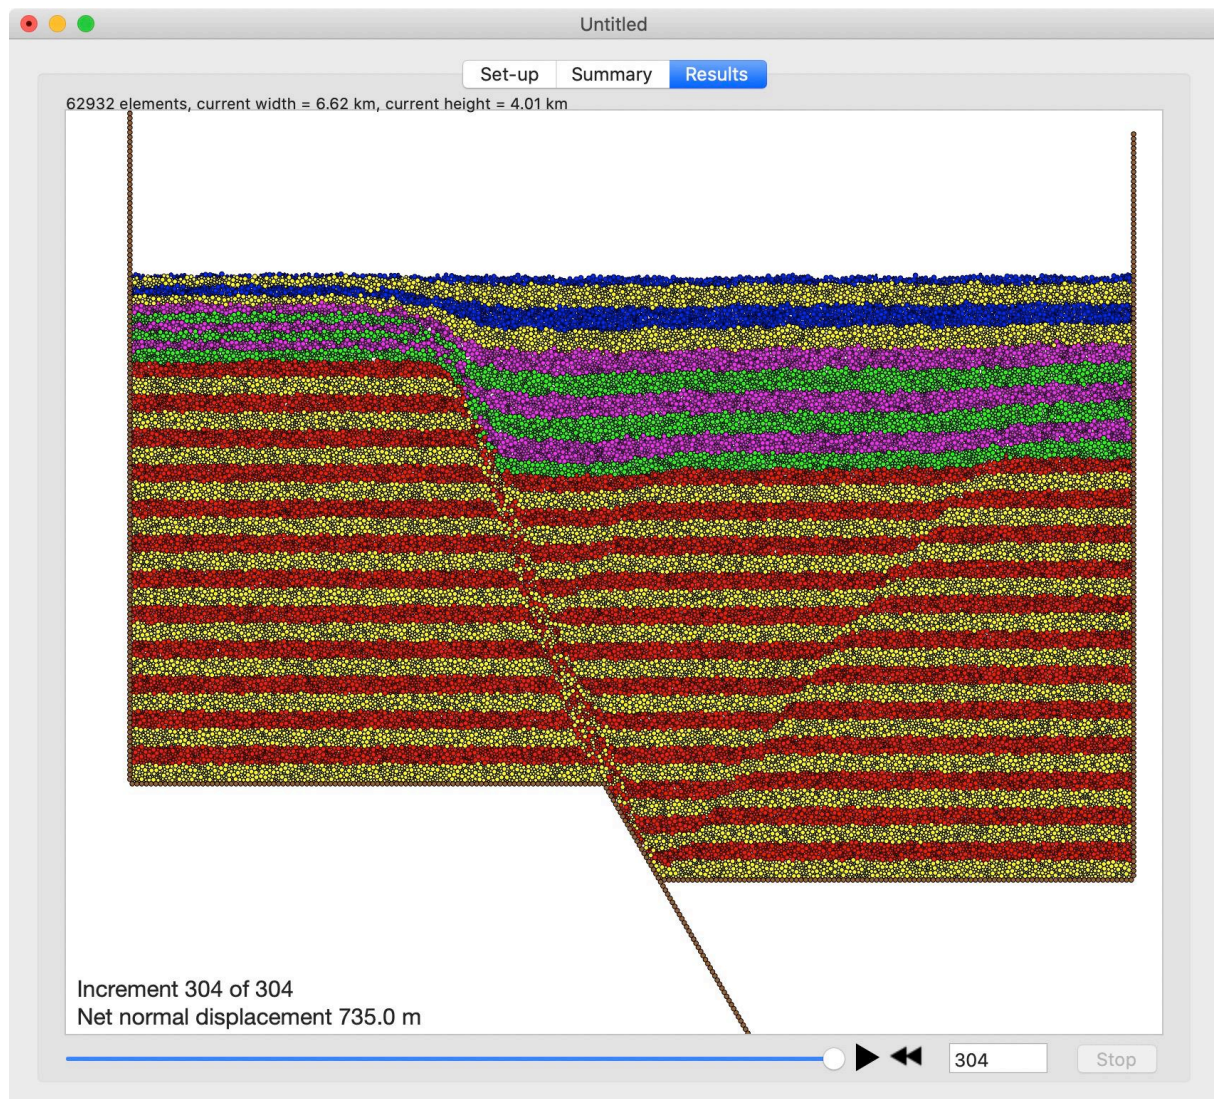 Untitled
Set-up Summary Results
62932 elements, current width = 6.62 km, current height = 4.01 km
Increment 304 of 304
Net normal displacement 735.0 m
304 Stop